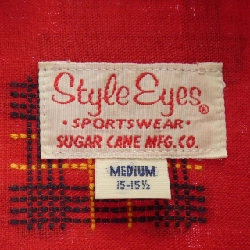 Style Eyes®
• SPORTSWEAR •
SUGAR CANE MFG.CO.
MEDIUM
15-15½